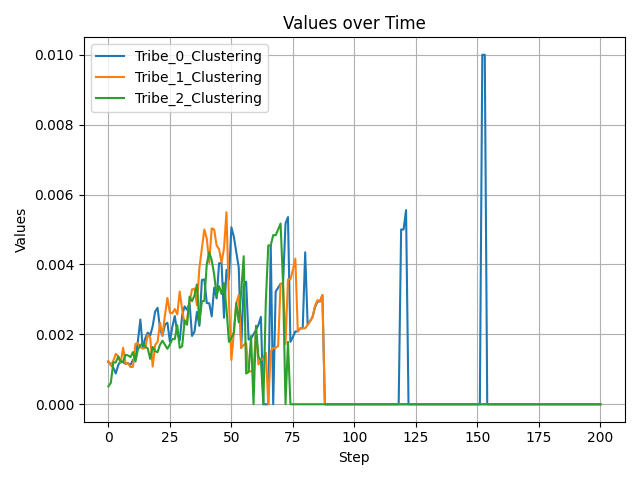 Values over Time
Tribe_0_Clustering
Tribe_1_Clustering
Tribe_2_Clustering
0.010
0.008
0.006
0.004
0.002
0.000
Values
0 25 50 75 100 125 150 175 200
Step